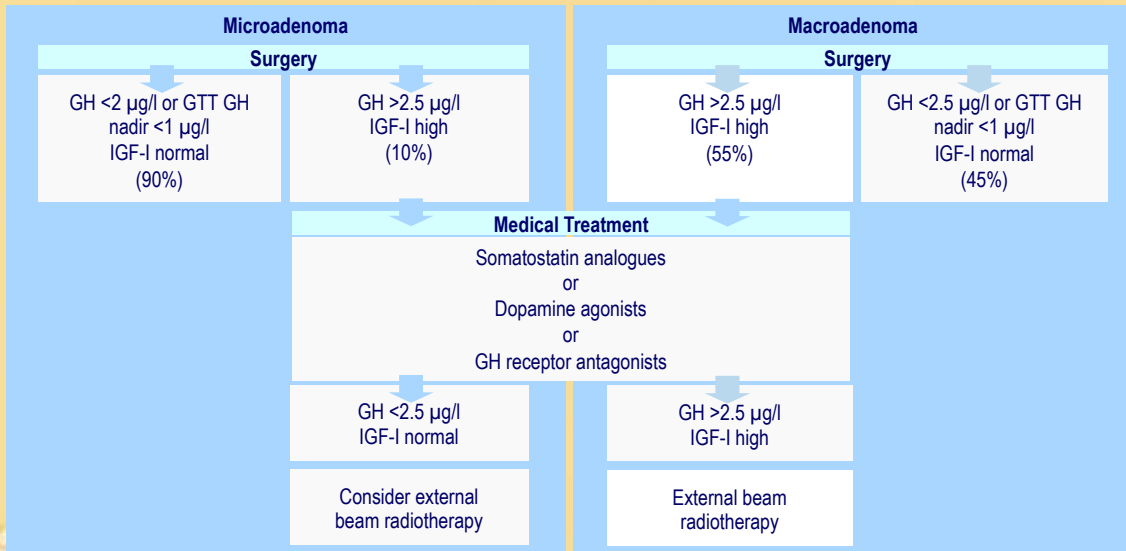 Microadenoma
Surgery
GH <2 µg/l or GTT GH
nadir <1 µg/l
IGF-I normal
(90%)
GH >2.5 µg/l
IGF-I high
(10%)
Macroadenoma
Surgery
GH >2.5 µg/l
IGF-I high
(55%)
GH <2.5 µg/l or GTT GH
nadir <1 µg/l
IGF-I normal
(45%)
Medical Treatment
Somatostatin analogues
or
Dopamine agonists
or
GH receptor antagonists
GH <2.5 µg/l
IGF-I normal
GH >2.5 µg/l
IGF-I high
Consider external
beam radiotherapy
External beam
radiotherapy